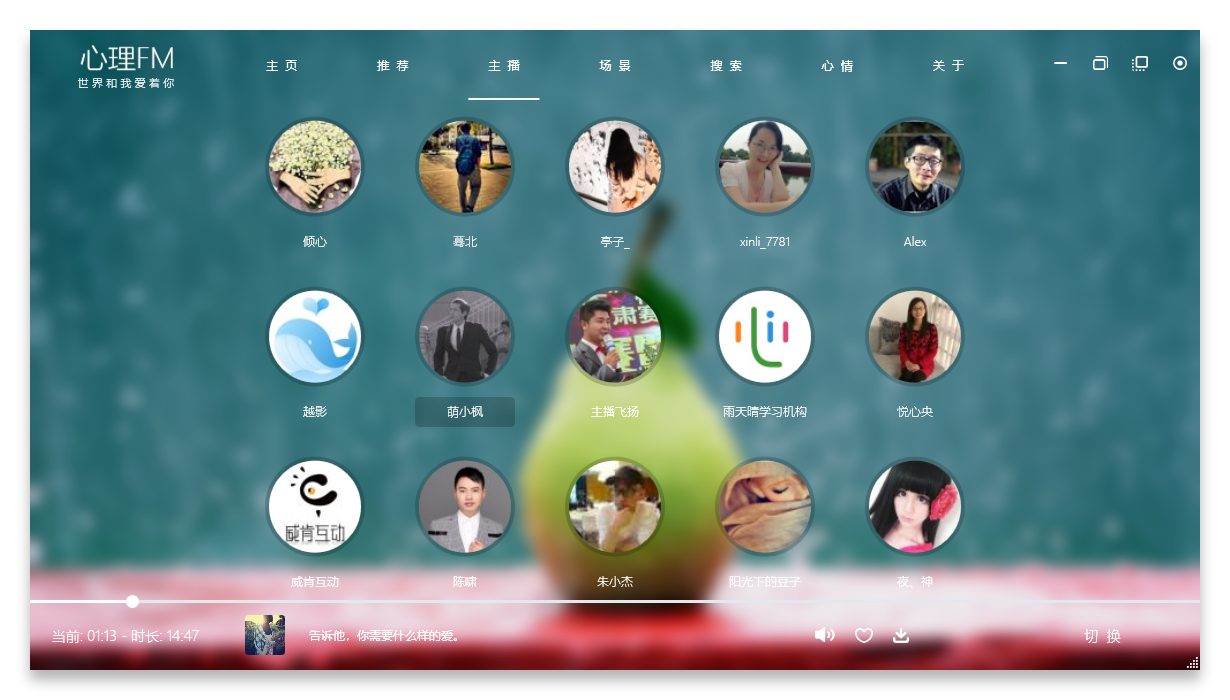 心理FM
世界和我爱着你
主页 推荐 主播 场景 搜索 心情 关于
倾心 蓦北 亭子_ xinli_7781 Alex
越影 萌小枫 主播飞扬 雨天晴学习机构 悦心央
威肯互动
威肯互动 陈啸 朱小杰 阳光下的豆子 夜、神
当前: 01:13 - 时长: 14:47 告诉他，你需要什么样的爱。 切换